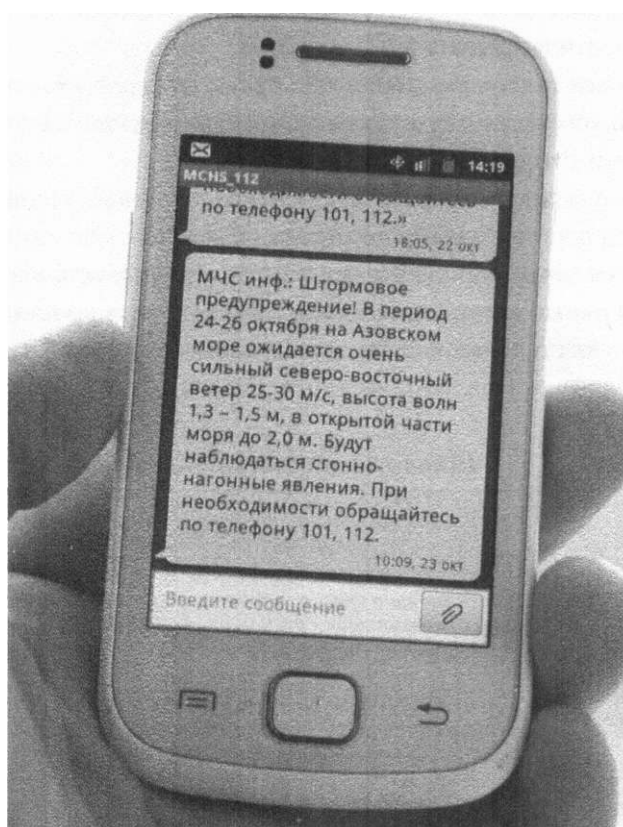 14:19
MCHS_112
необходимости обращайтесь
по телефону 101, 112.»
18:05, 22 окт
МЧС инф.: Штормовое
предупреждение! В период
24-26 октября на Азовском
море ожидается очень
сильный северо-восточный
ветер 25-30 м/с, высота волн
1,3 – 1,5 м, в открытой части
моря до 2,0 м. Будут
наблюдаться сгонно-
нагонные явления. При
необходимости обращайтесь
по телефону 101, 112.
10:09, 23 окт
Введите сообщение